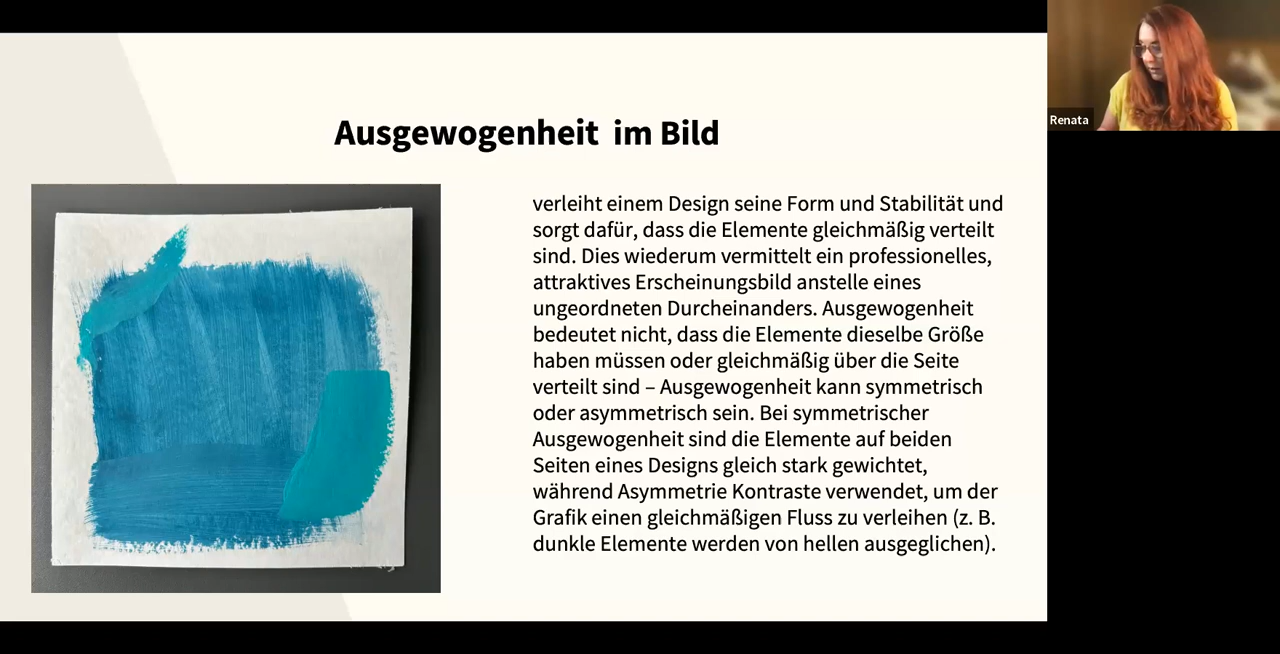 Ausgewogenheit  im Bild
verleiht einem Design seine Form und Stabilität und
sorgt dafür, dass die Elemente gleichmäßig verteilt
sind. Dies wiederum vermittelt ein professionelles,
attraktives Erscheinungsbild anstelle eines
ungeordneten Durcheinanders. Ausgewogenheit
bedeutet nicht, dass die Elemente dieselbe Größe
haben müssen oder gleichmäßig über die Seite
verteilt sind – Ausgewogenheit kann symmetrisch
oder asymmetrisch sein. Bei symmetrischer
Ausgewogenheit sind die Elemente auf beiden
Seiten eines Designs gleich stark gewichtet,
während Asymmetrie Kontraste verwendet, um der
Grafik einen gleichmäßigen Fluss zu verleihen (z. B.
dunkle Elemente werden von hellen ausgeglichen).
Renata